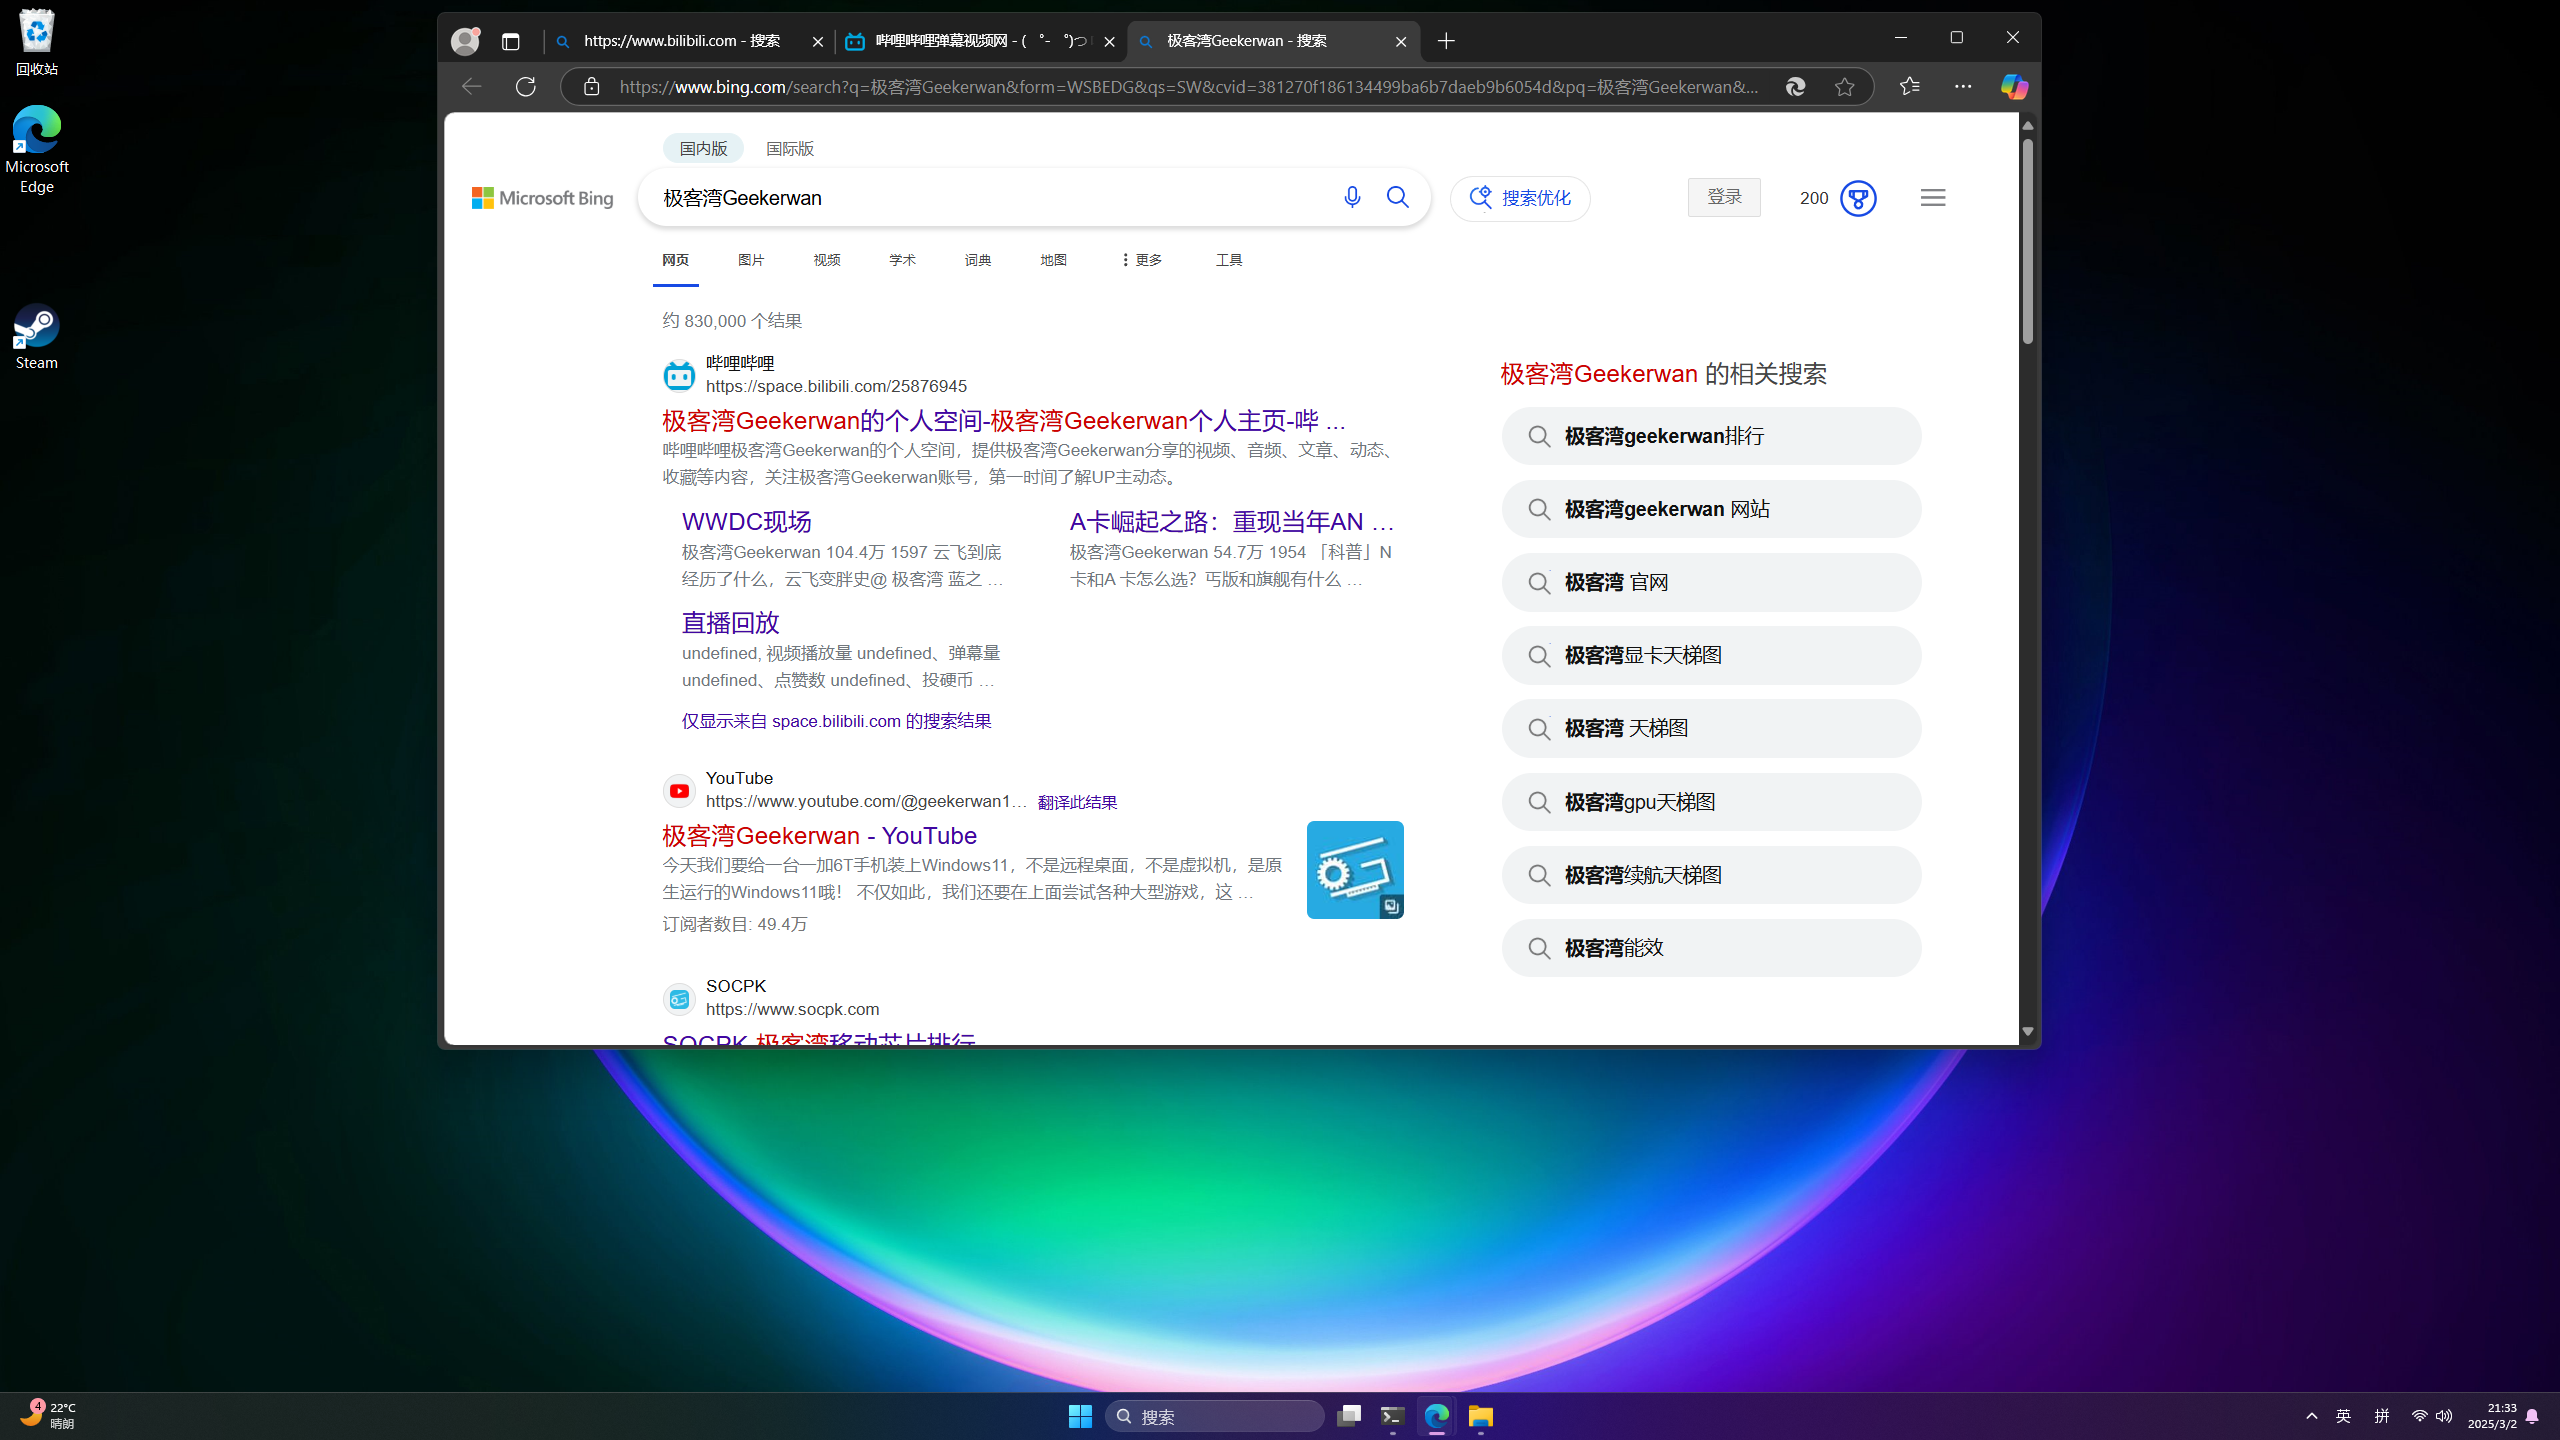 回收站
Microsoft
Edge
Steam
https://www.bilibili.com - 搜索
哔哩哔哩弹幕视频网 - ( ゜- ゜)つ
极客湾Geekerwan - 搜索
https://www.bing.com/search?q=极客湾Geekerwan&form=WSBEDG&qs=SW&cvid=381270f186134499ba6b7daeb9b6054d&pq=极客湾Geekerwan&...
国内版 国际版
Microsoft Bing
极客湾Geekerwan
搜索优化
登录
200
网页 图片 视频 学术 词典 地图 更多 工具
约 830,000 个结果
哔哩哔哩
https://space.bilibili.com/25876945
极客湾Geekerwan的个人空间-极客湾Geekerwan个人主页-哔 ...
哔哩哔哩极客湾Geekerwan的个人空间，提供极客湾Geekerwan分享的视频、音频、文章、动态、
收藏等内容，关注极客湾Geekerwan账号，第一时间了解UP主动态。
WWDC现场
极客湾Geekerwan 104.4万 1597 云飞到底
经历了什么，云飞变胖史@ 极客湾 蓝之 ...
A卡崛起之路：重现当年AN ...
极客湾Geekerwan 54.7万 1954 「科普」N
卡和A 卡怎么选？丐版和旗舰有什么 ...
直播回放
undefined, 视频播放量 undefined、弹幕量
undefined、点赞数 undefined、投硬币 ...
仅显示来自 space.bilibili.com 的搜索结果
YouTube
https://www.youtube.com/@geekerwan1... 翻译此结果
极客湾Geekerwan - YouTube
今天我们要给一台一加6T手机装上Windows11，不是远程桌面，不是虚拟机，是原
生运行的Windows11哦！ 不仅如此，我们还要在上面尝试各种大型游戏，这 ...
订阅者数目: 49.4万
SOCPK
https://www.socpk.com
SOCPK 极客湾移动芯片排行
极客湾Geekerwan 的相关搜索
极客湾geekerwan排行
极客湾geekerwan 网站
极客湾 官网
极客湾显卡天梯图
极客湾 天梯图
极客湾gpu天梯图
极客湾续航天梯图
极客湾能效
4
22°C
晴朗
搜索
英
拼
21:33
2025/3/2